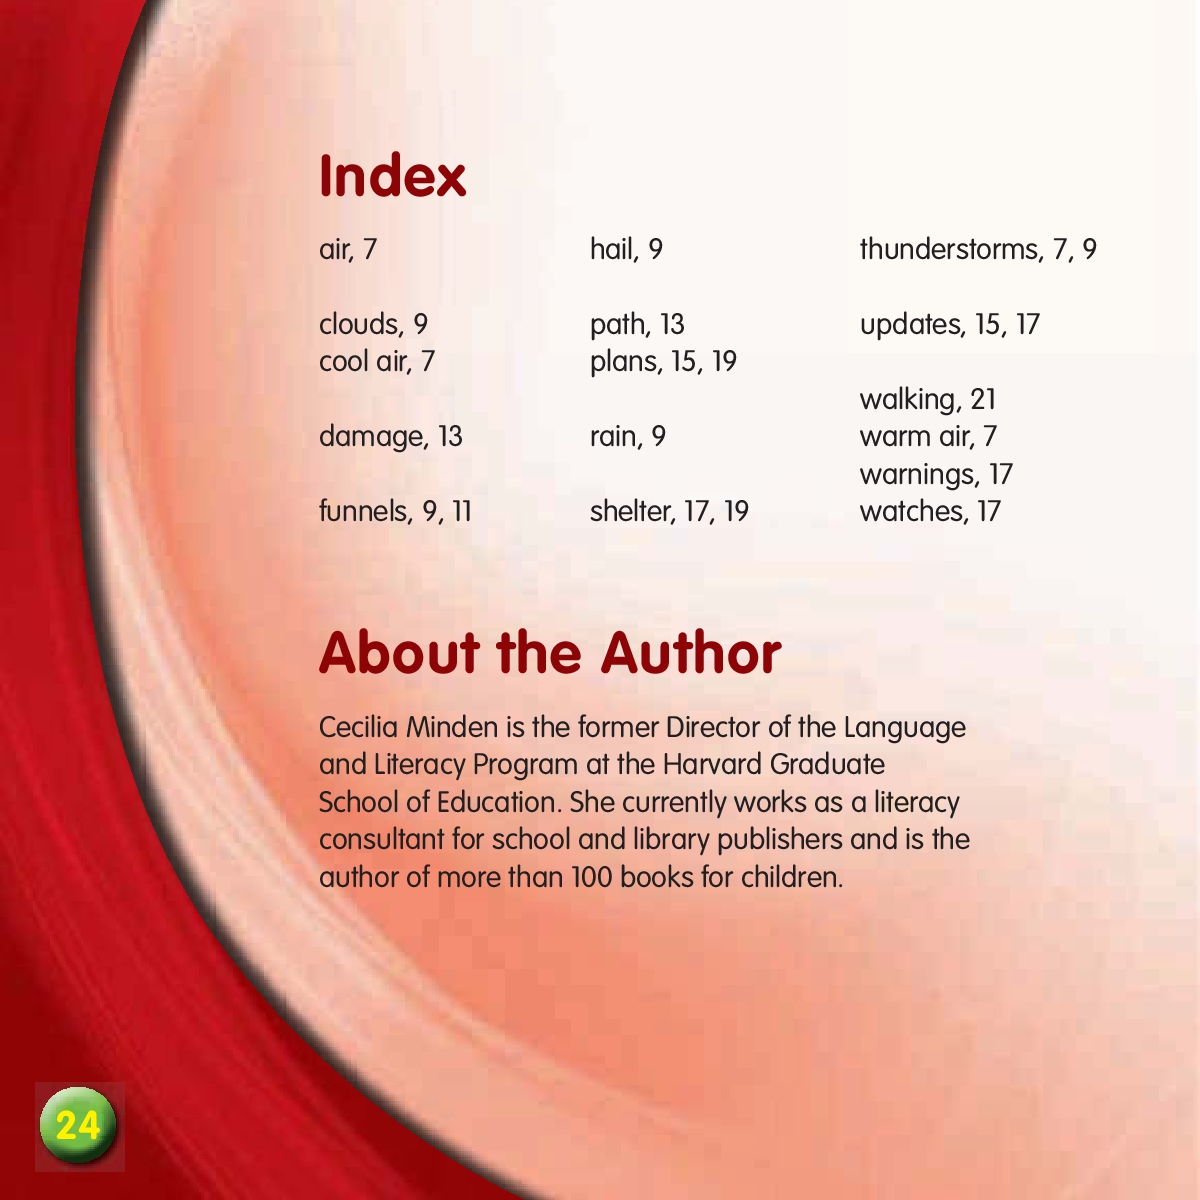 Index
air, 7
clouds, 9
cool air, 7
damage, 13
funnels, 9, 11
hail, 9
path, 13
plans, 15, 19
rain, 9
shelter, 17, 19
thunderstorms, 7, 9
updates, 15, 17
walking, 21
warm air, 7
warnings, 17
watches, 17
About the Author
Cecilia Minden is the former Director of the Language
and Literacy Program at the Harvard Graduate
School of Education. She currently works as a literacy
consultant for school and library publishers and is the
author of more than 100 books for children.
24